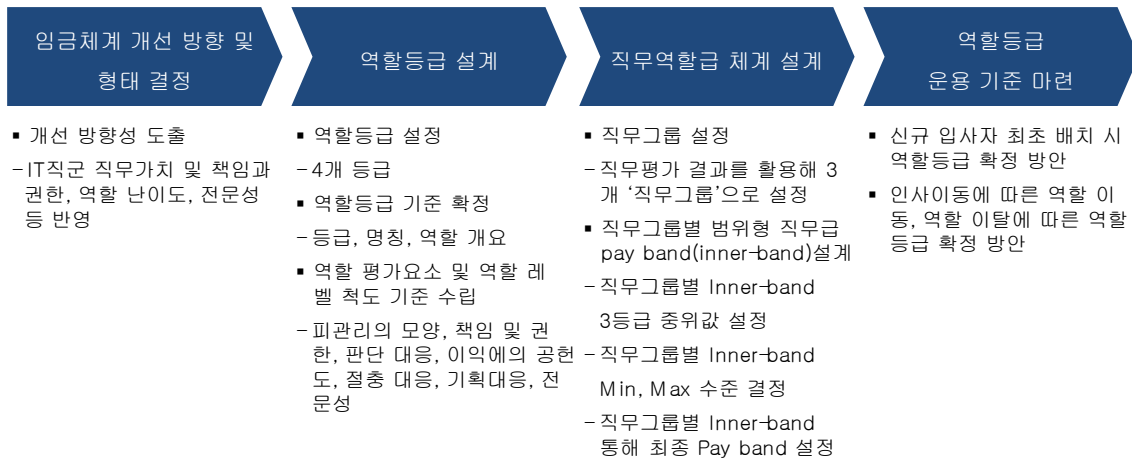 임금체계 개선 방향 및
형태 결정
▪ 개선 방향성 도출
–IT직군 직무가치 및 책임과
권한, 역할 난이도, 전문성
등 반영
역할등급 설계
▪ 역할등급 설정
–4개 등급
▪ 역할등급 기준 확정
–등급, 명칭, 역할 개요
▪ 역할 평가요소 및 역할 레
벨 척도 기준 수립
–피관리의 모양, 책임 및 권
한, 판단 대응, 이익에의 공헌
도, 절충 대응, 기획대응, 전
문성
직무역할급 체계 설계
▪ 직무그룹 설정
–직무평가 결과를 활용해 3
개 ‘직무그룹’으로 설정
▪ 직무그룹별 범위형 직무급
pay band(inner-band)설계
–직무그룹별 Inner-band
3등급 중위값 설정
–직무그룹별 Inner-band
Min, Max 수준 결정
–직무그룹별 Inner-band
통해 최종 Pay band 설정
역할등급
운용 기준 마련
▪ 신규 입사자 최초 배치 시
역할등급 확정 방안
▪ 인사이동에 따른 역할 이
동, 역할 이탈에 따른 역할
등급 확정 방안